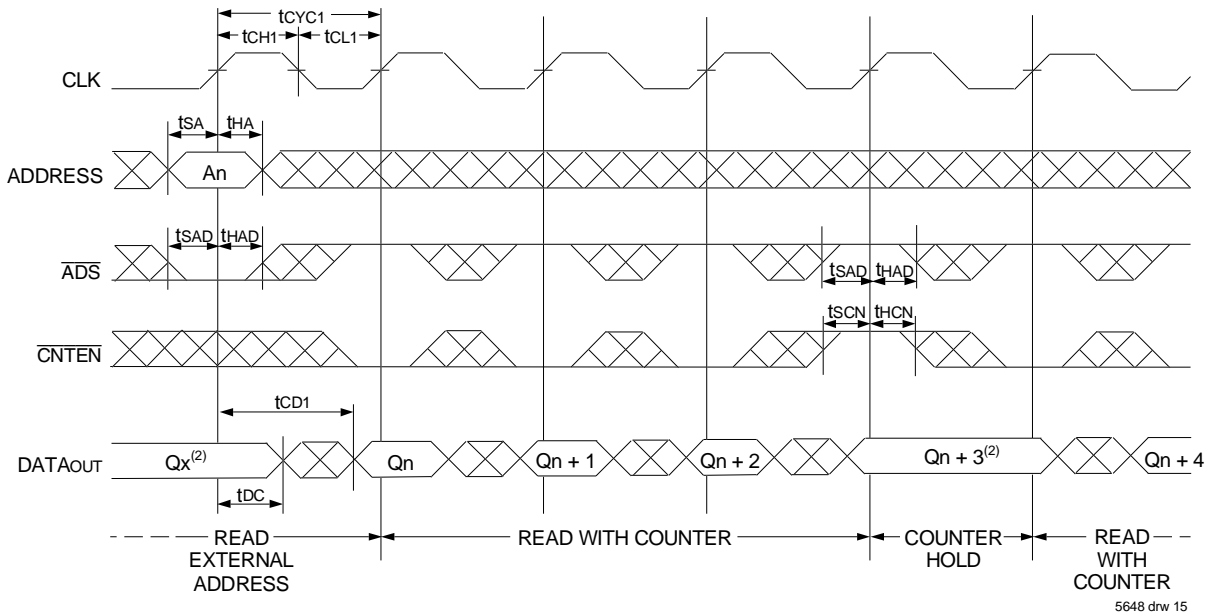 tCYC1
tCH1 tCL1
CLK
tSA tHA
ADDRESS An
tSAD tHAD
ADS
tSAD tHAD
tSCN tHCN
CNTEN
tCD1
DATAOUT Qx(2) Qn Qn + 1 Qn + 2 Qn + 3(2) Qn + 4
tDC
READ EXTERNAL ADDRESS
READ WITH COUNTER
COUNTER HOLD
READ WITH COUNTER
5648 drw 15